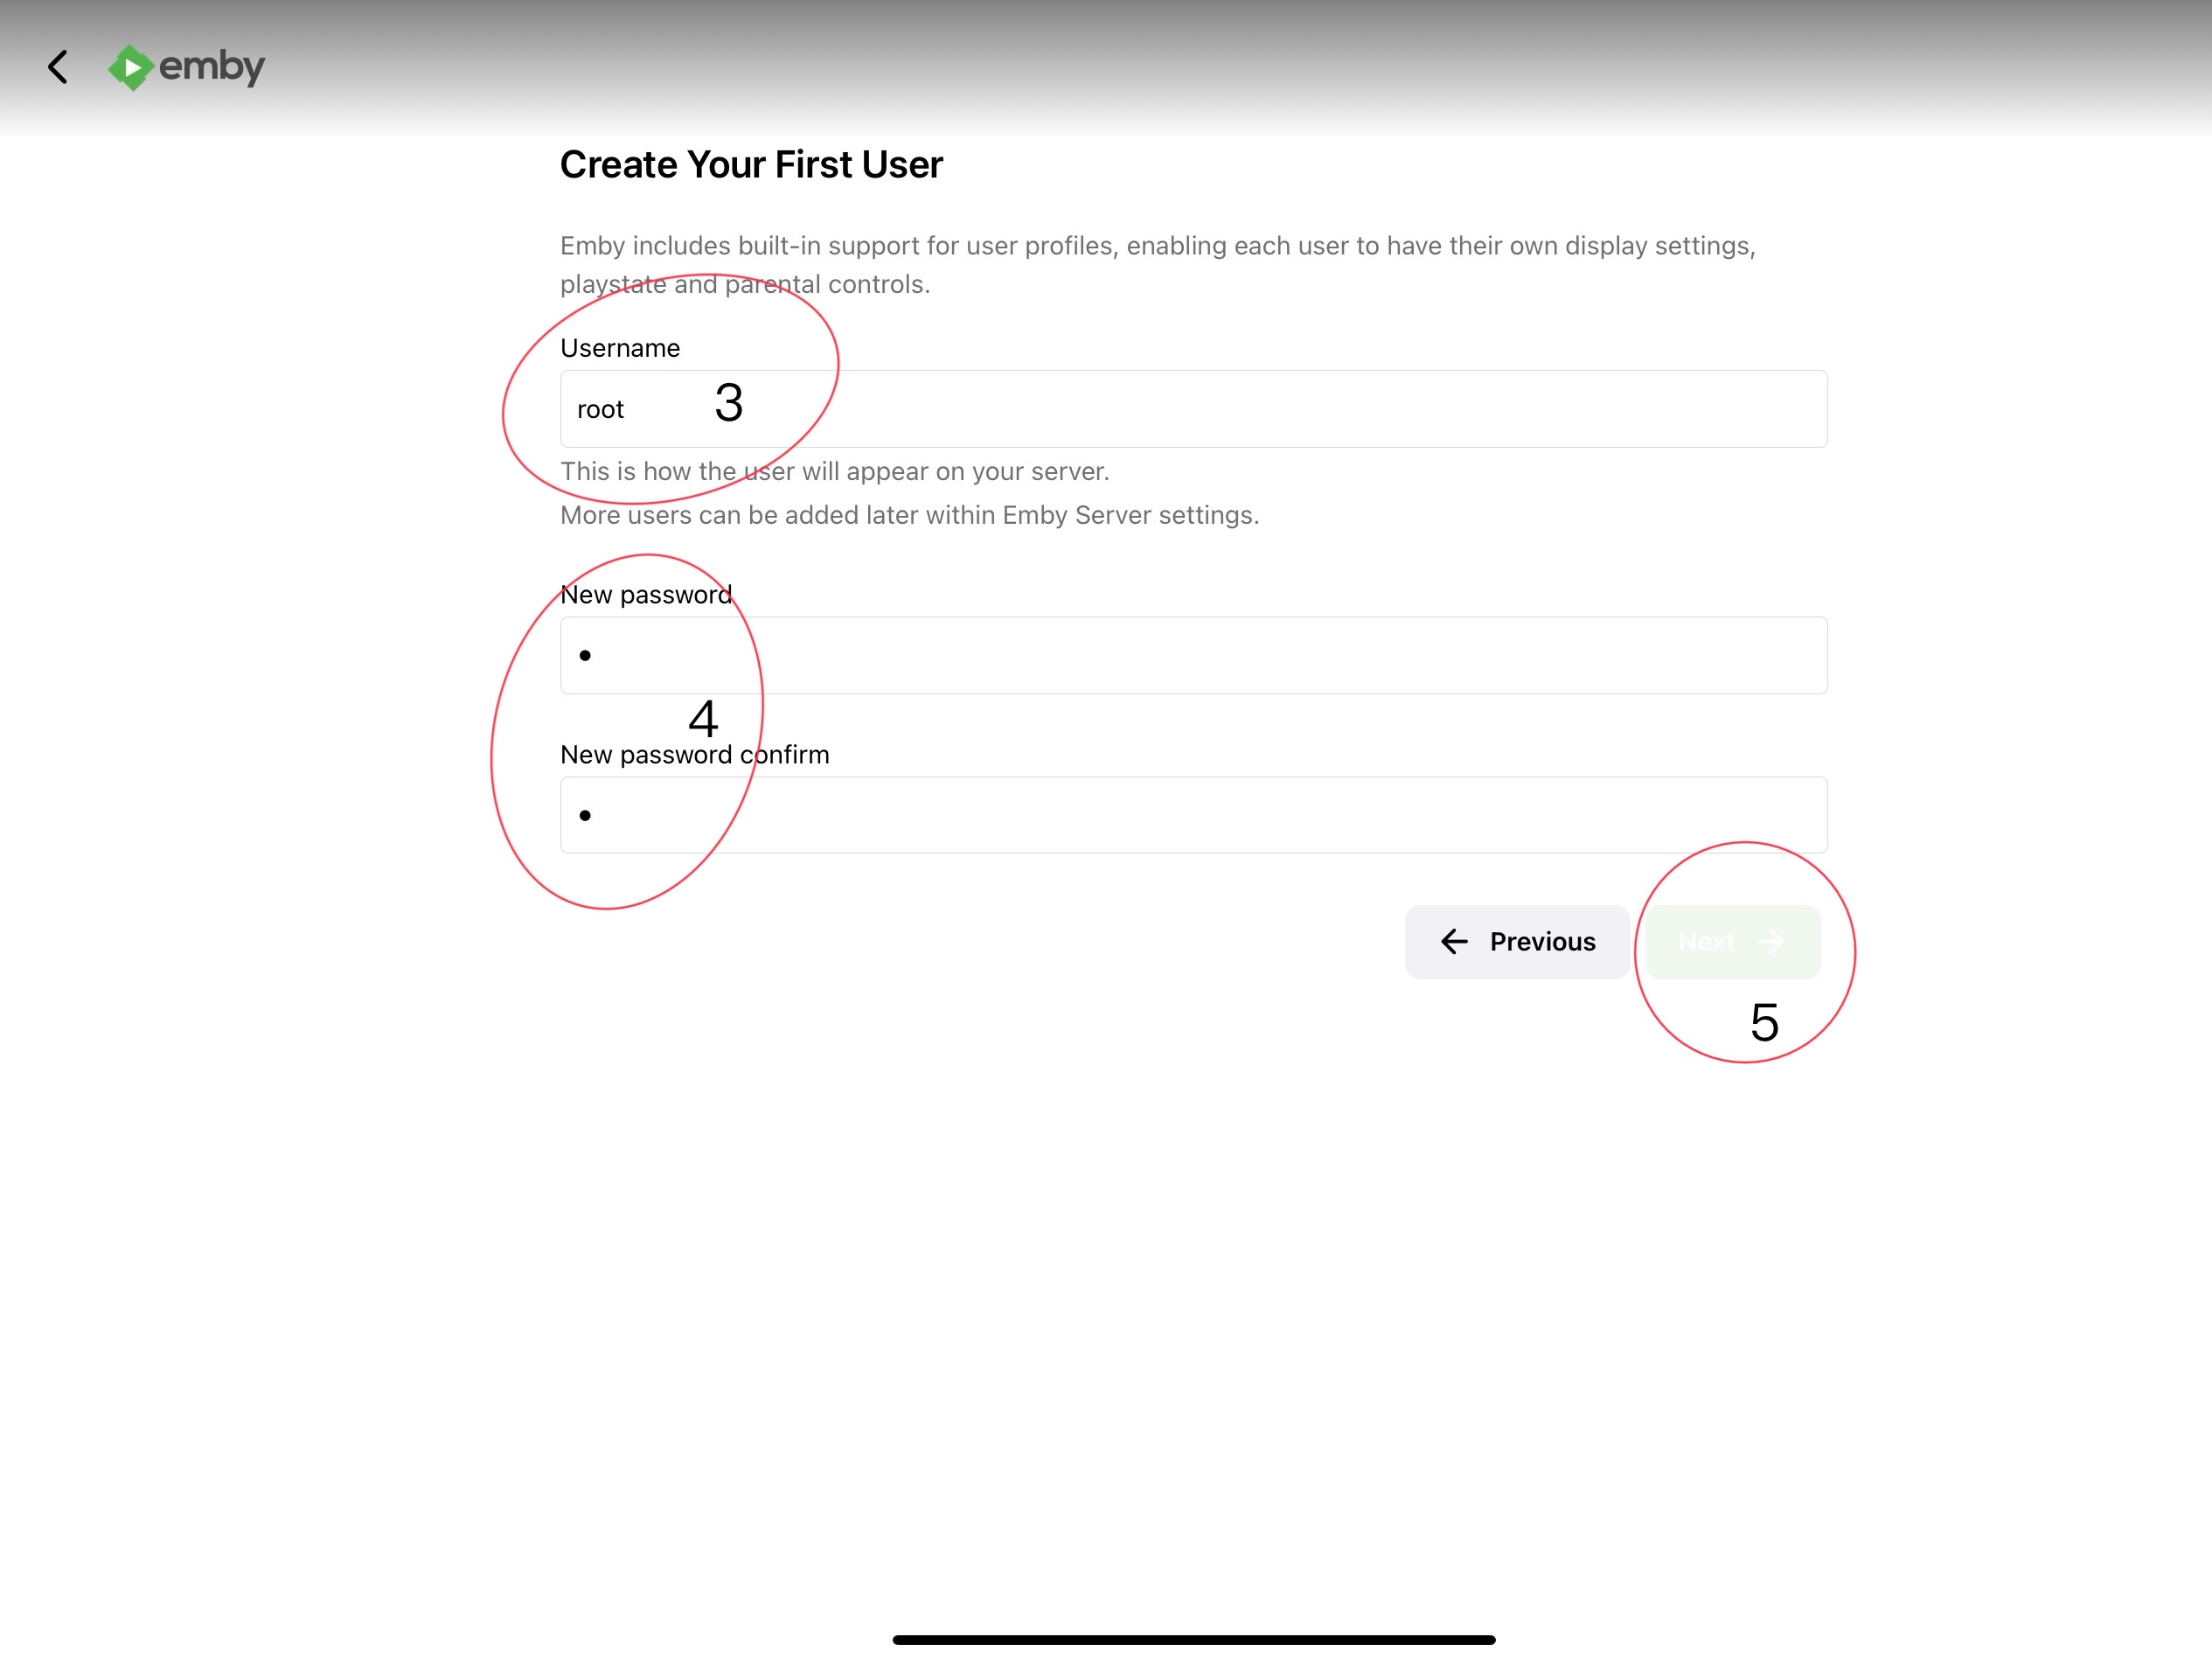 emby
Create Your First User
Emby includes built-in support for user profiles, enabling each user to have their own display settings,
playstate and parental controls.
Username
root 3
This is how the user will appear on your server.
More users can be added later within Emby Server settings.
New password
•
4
New password confirm
•
Previous Next
5